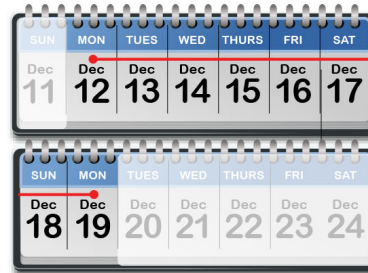 SUN MON TUES WED THURS FRI SAT
Dec Dec Dec Dec Dec Dec Dec
11 12 13 14 15 16 17
SUN MON TUES WED THURS FRI SAT
Dec Dec Dec Dec Dec Dec Dec
18 19 20 21 22 23 24